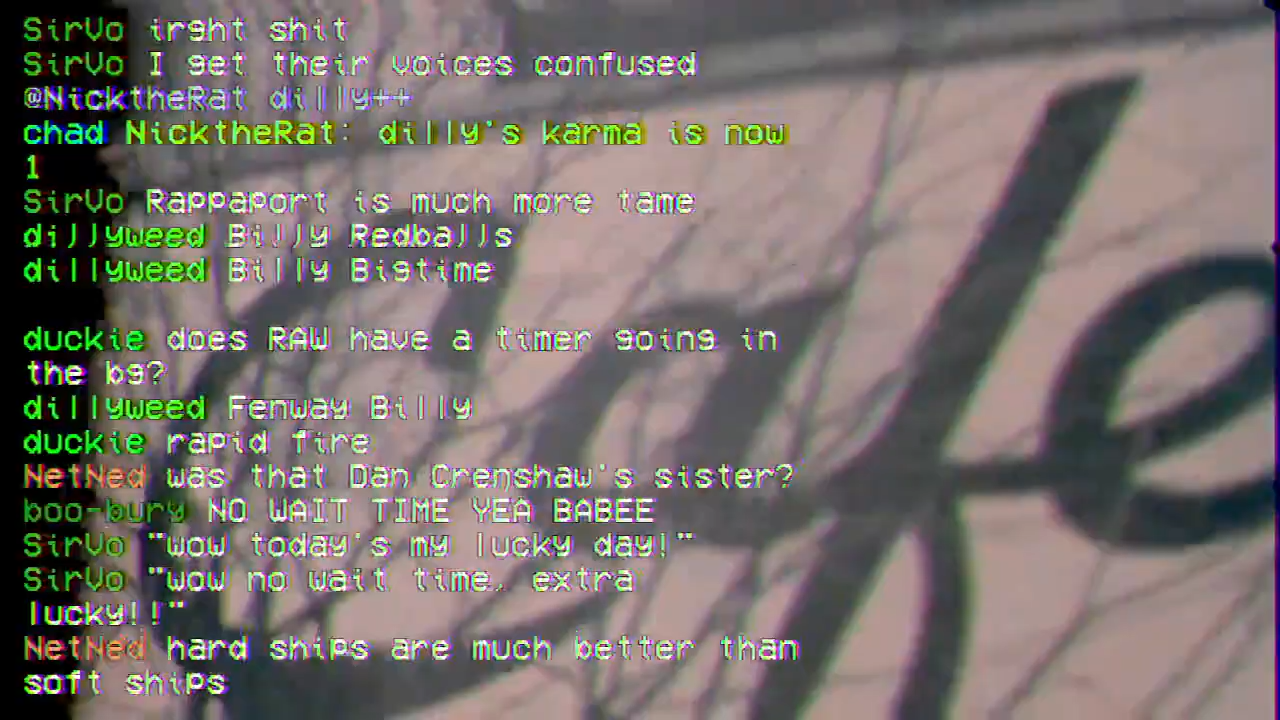 SirVo irght shit
SirVo I get their voices confused
@NicktheRat dilly++
chad NicktheRat: dilly's karma is now
1
SirVo Rappaport is much more tame
dillyweed Billy Redballs
dillyweed Billy Bigtime
duckie does RAW have a timer going in
the bg?
dillyweed Fenway Billy
duckie rapid fire
NetNed was that Dan Crenshaw's sister?
boo-bury NO WAIT TIME YEA BABEE
SirVo "wow today's my lucky day!"
SirVo "wow no wait time, extra
lucky!!"
NetNed hard ships are much better than
soft ships